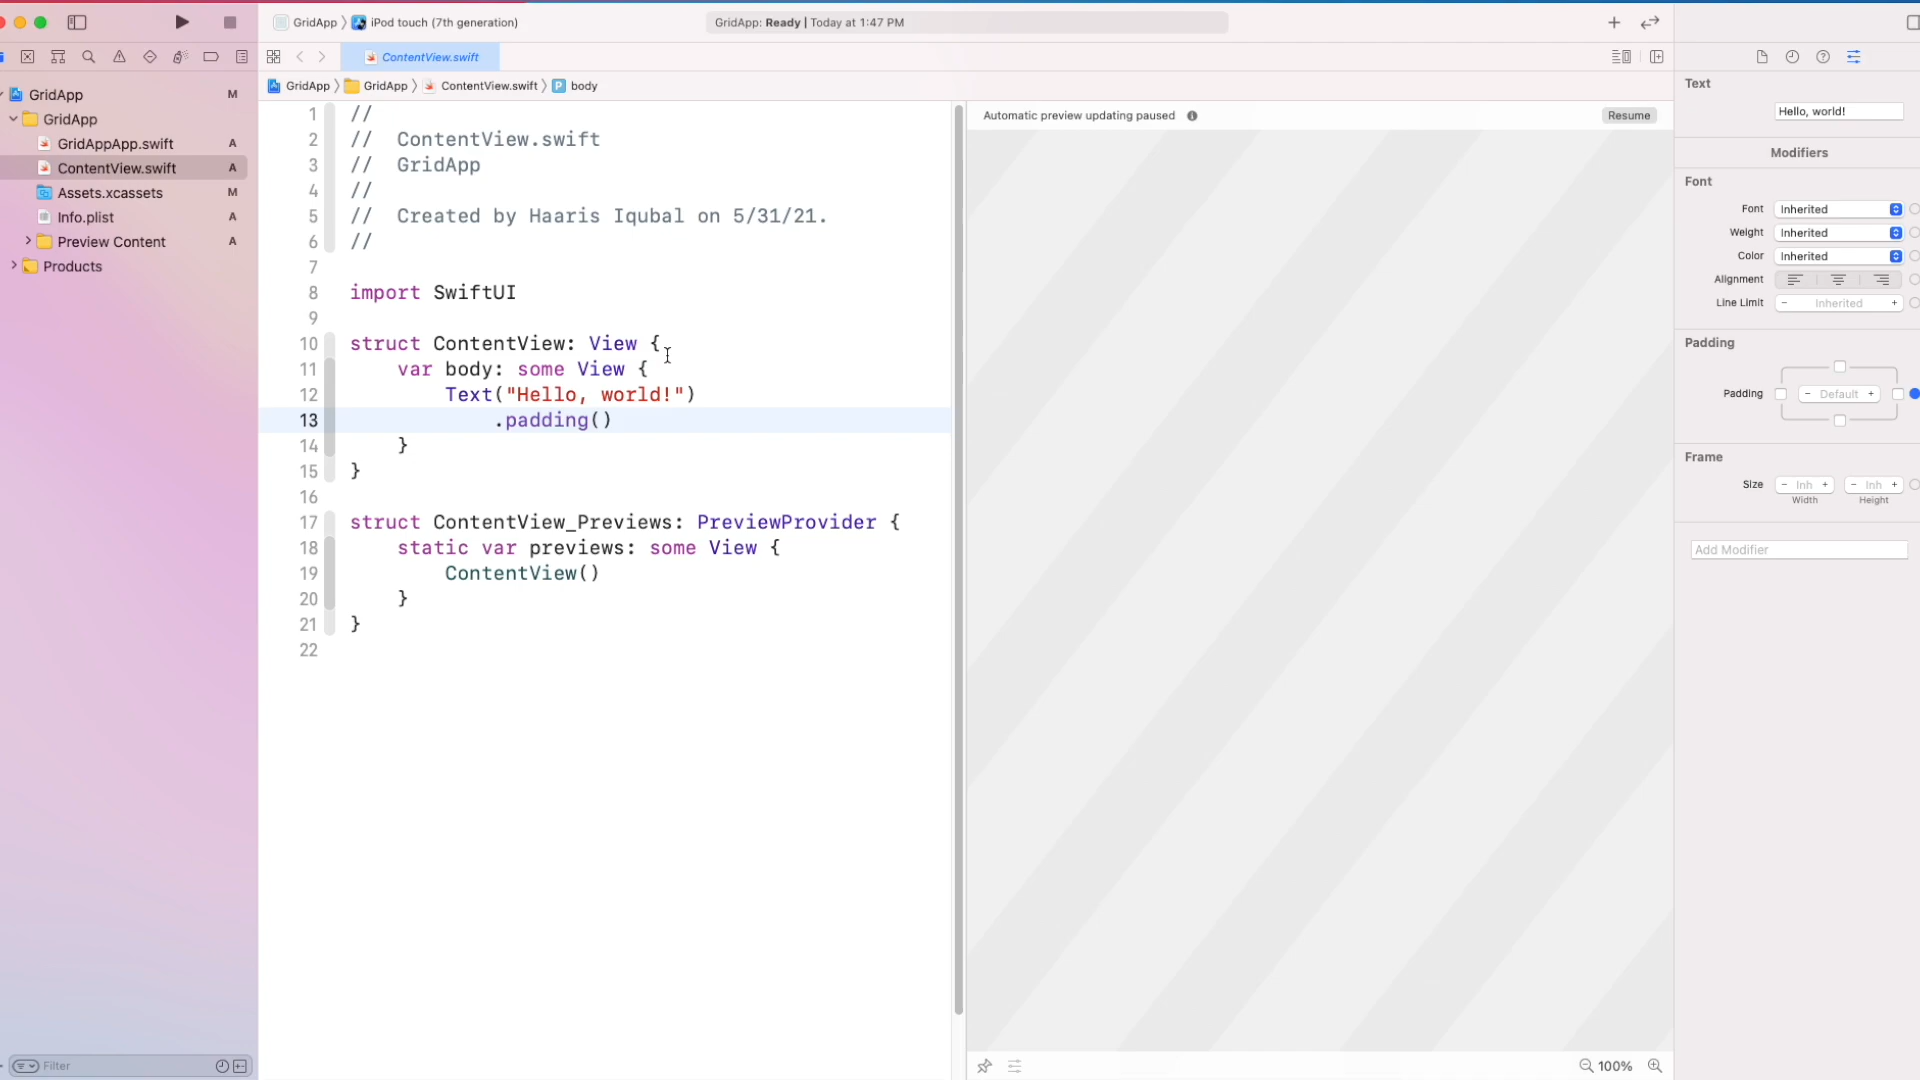 GridApp 〉 iPod touch (7th generation)
GridApp: Ready | Today at 1:47 PM
ContentView.swift
GridApp 〉 GridApp 〉 ContentView.swift 〉 P body
GridApp M
GridApp
GridAppApp.swift A
ContentView.swift A
Assets.xcassets M
Info.plist A
Preview Content A
Products
Filter
1 //
2 //  ContentView.swift
3 //  GridApp
4 //
5 //  Created by Haaris Iqubal on 5/31/21.
6 //
7
8 import SwiftUI
9
10 struct ContentView: View {
11     var body: some View {
12         Text("Hello, world!")
13             .padding()
14     }
15 }
16
17 struct ContentView_Previews: PreviewProvider {
18     static var previews: some View {
19         ContentView()
20     }
21 }
22
Automatic preview updating paused
Resume
100%
Text
Hello, world!
Modifiers
Font
Font Inherited
Weight Inherited
Color Inherited
Alignment
Line Limit − Inherited +
Padding
Padding − Default +
Frame
Size − Inh + − Inh +
Width Height
Add Modifier